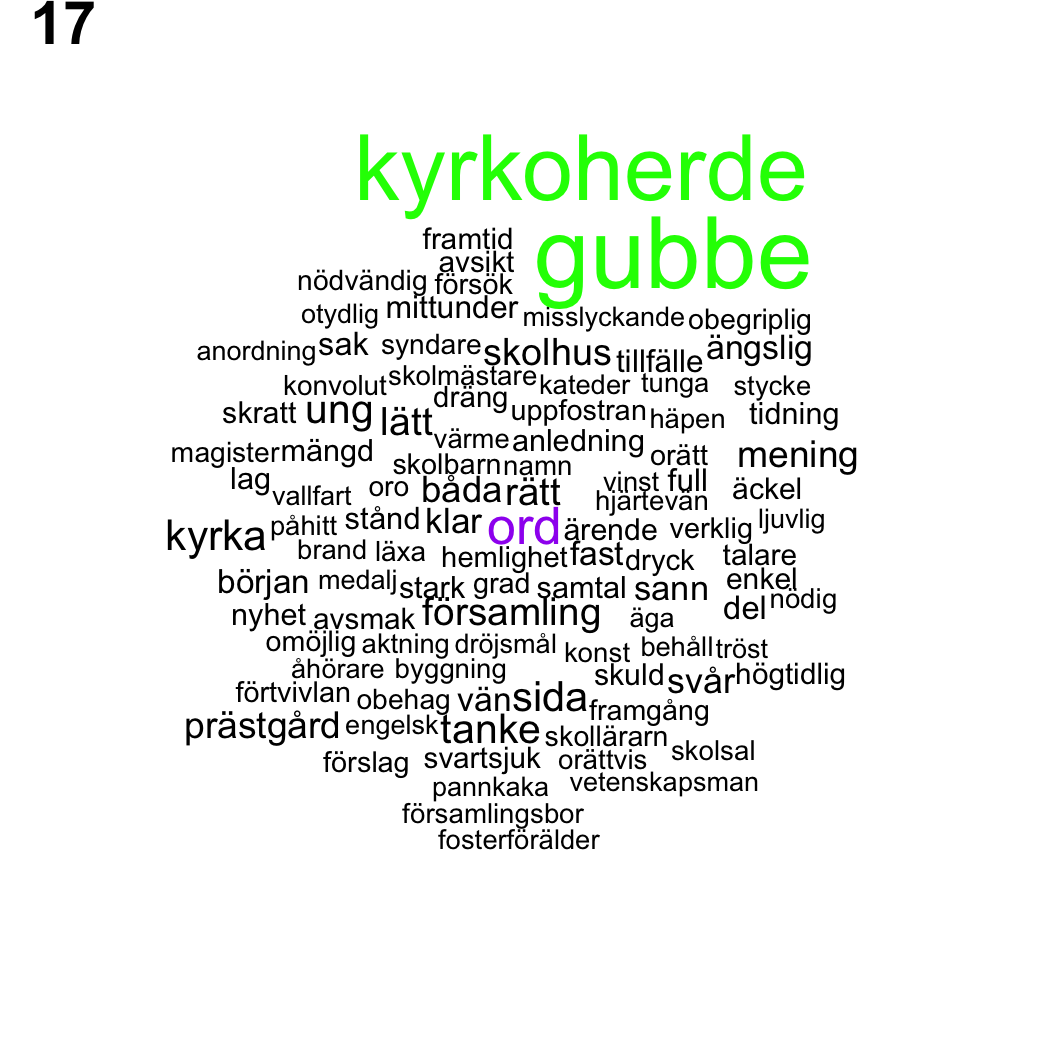 17
kyrkoherde
framtid gubbe
avsikt
nödvändig försök
otydlig mittunder misslyckande obegriplig
anordning sak syndare skolhus tillfälle ängslig
konvolut skolmästare kateder tunga stycke
skratt ung lätt dräng uppfostran häpen tidning
magister mängd värme anledning orätt mening
lag skolbarn namn vinst full äckel
vallfart oro båda rätt hjärtevän
kyrka påhitt stånd klar ord ärende verklig ljuvlig
brand läxa hemlighet fast dryck talare
början medalj stark grad samtal sann enkel
nyhet avsmak församling äga del nödig
omöjlig aktning dröjsmål konst behåll tröst
åhörare byggning skuld svår högtidlig
förtvivlan obehag vän sida framgång
prästgård engelsk tanke skollärarn
förslag svartsjuk orättvis skolsal
pannkaka vetenskapsman
församlingsbor
fosterförälder